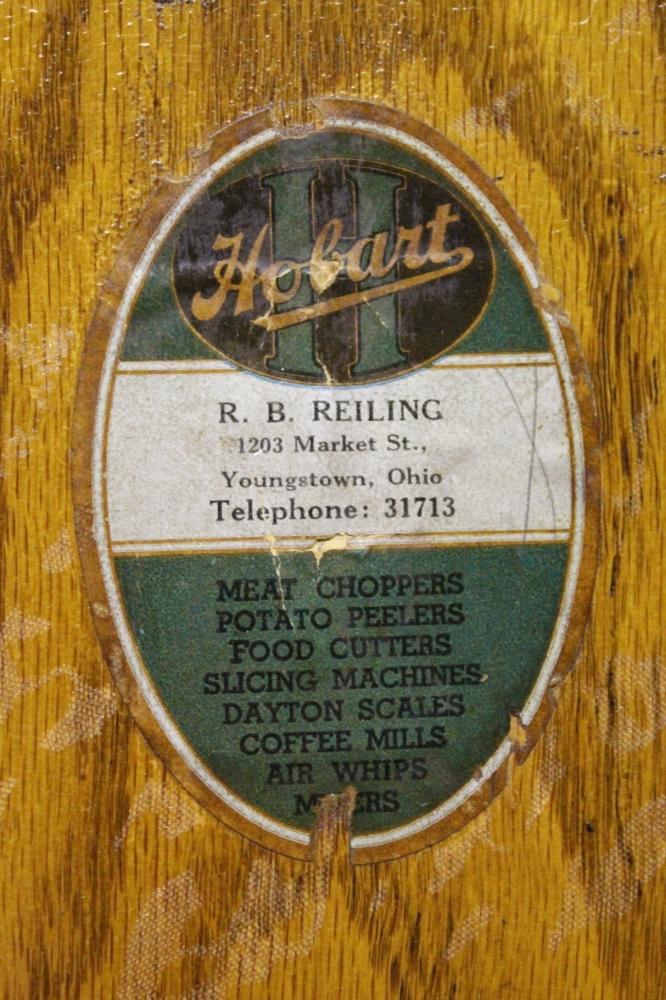 H
Hobart
R. B. REILING
1203 Market St.,
Youngstown, Ohio
Telephone: 31713
MEAT CHOPPERS
POTATO PEELERS
FOOD CUTTERS
SLICING MACHINES
DAYTON SCALES
COFFEE MILLS
AIR WHIPS